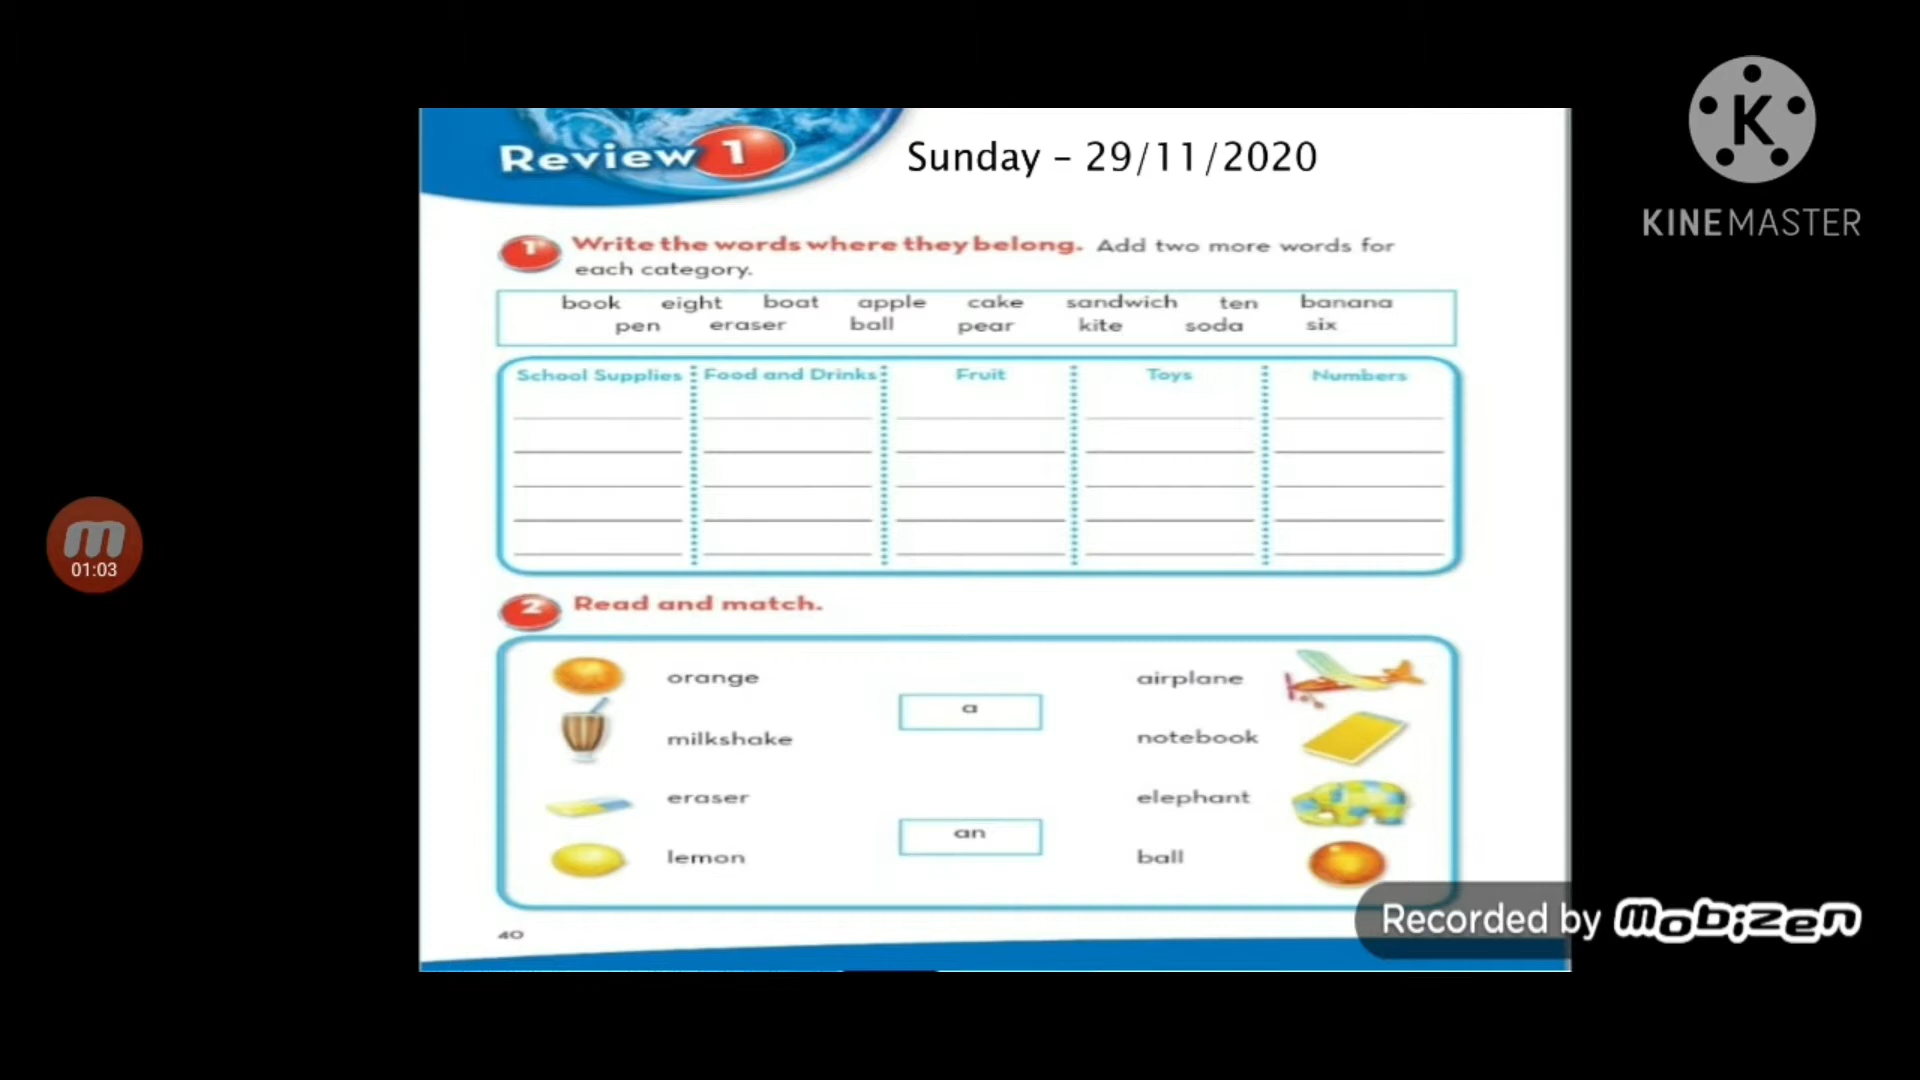 Review 1
Sunday - 29/11/2020
K
KINEMASTER
1 Write the words where they belong. Add two more words for
each category.
book eight boat apple cake sandwich ten banana
pen eraser ball pear kite soda six
School Supplies Food and Drinks Fruit Toys Numbers
m
01:03
2 Read and match.
orange
airplane
a
milkshake
notebook
eraser
elephant
an
lemon
ball
40
Recorded by mobizen